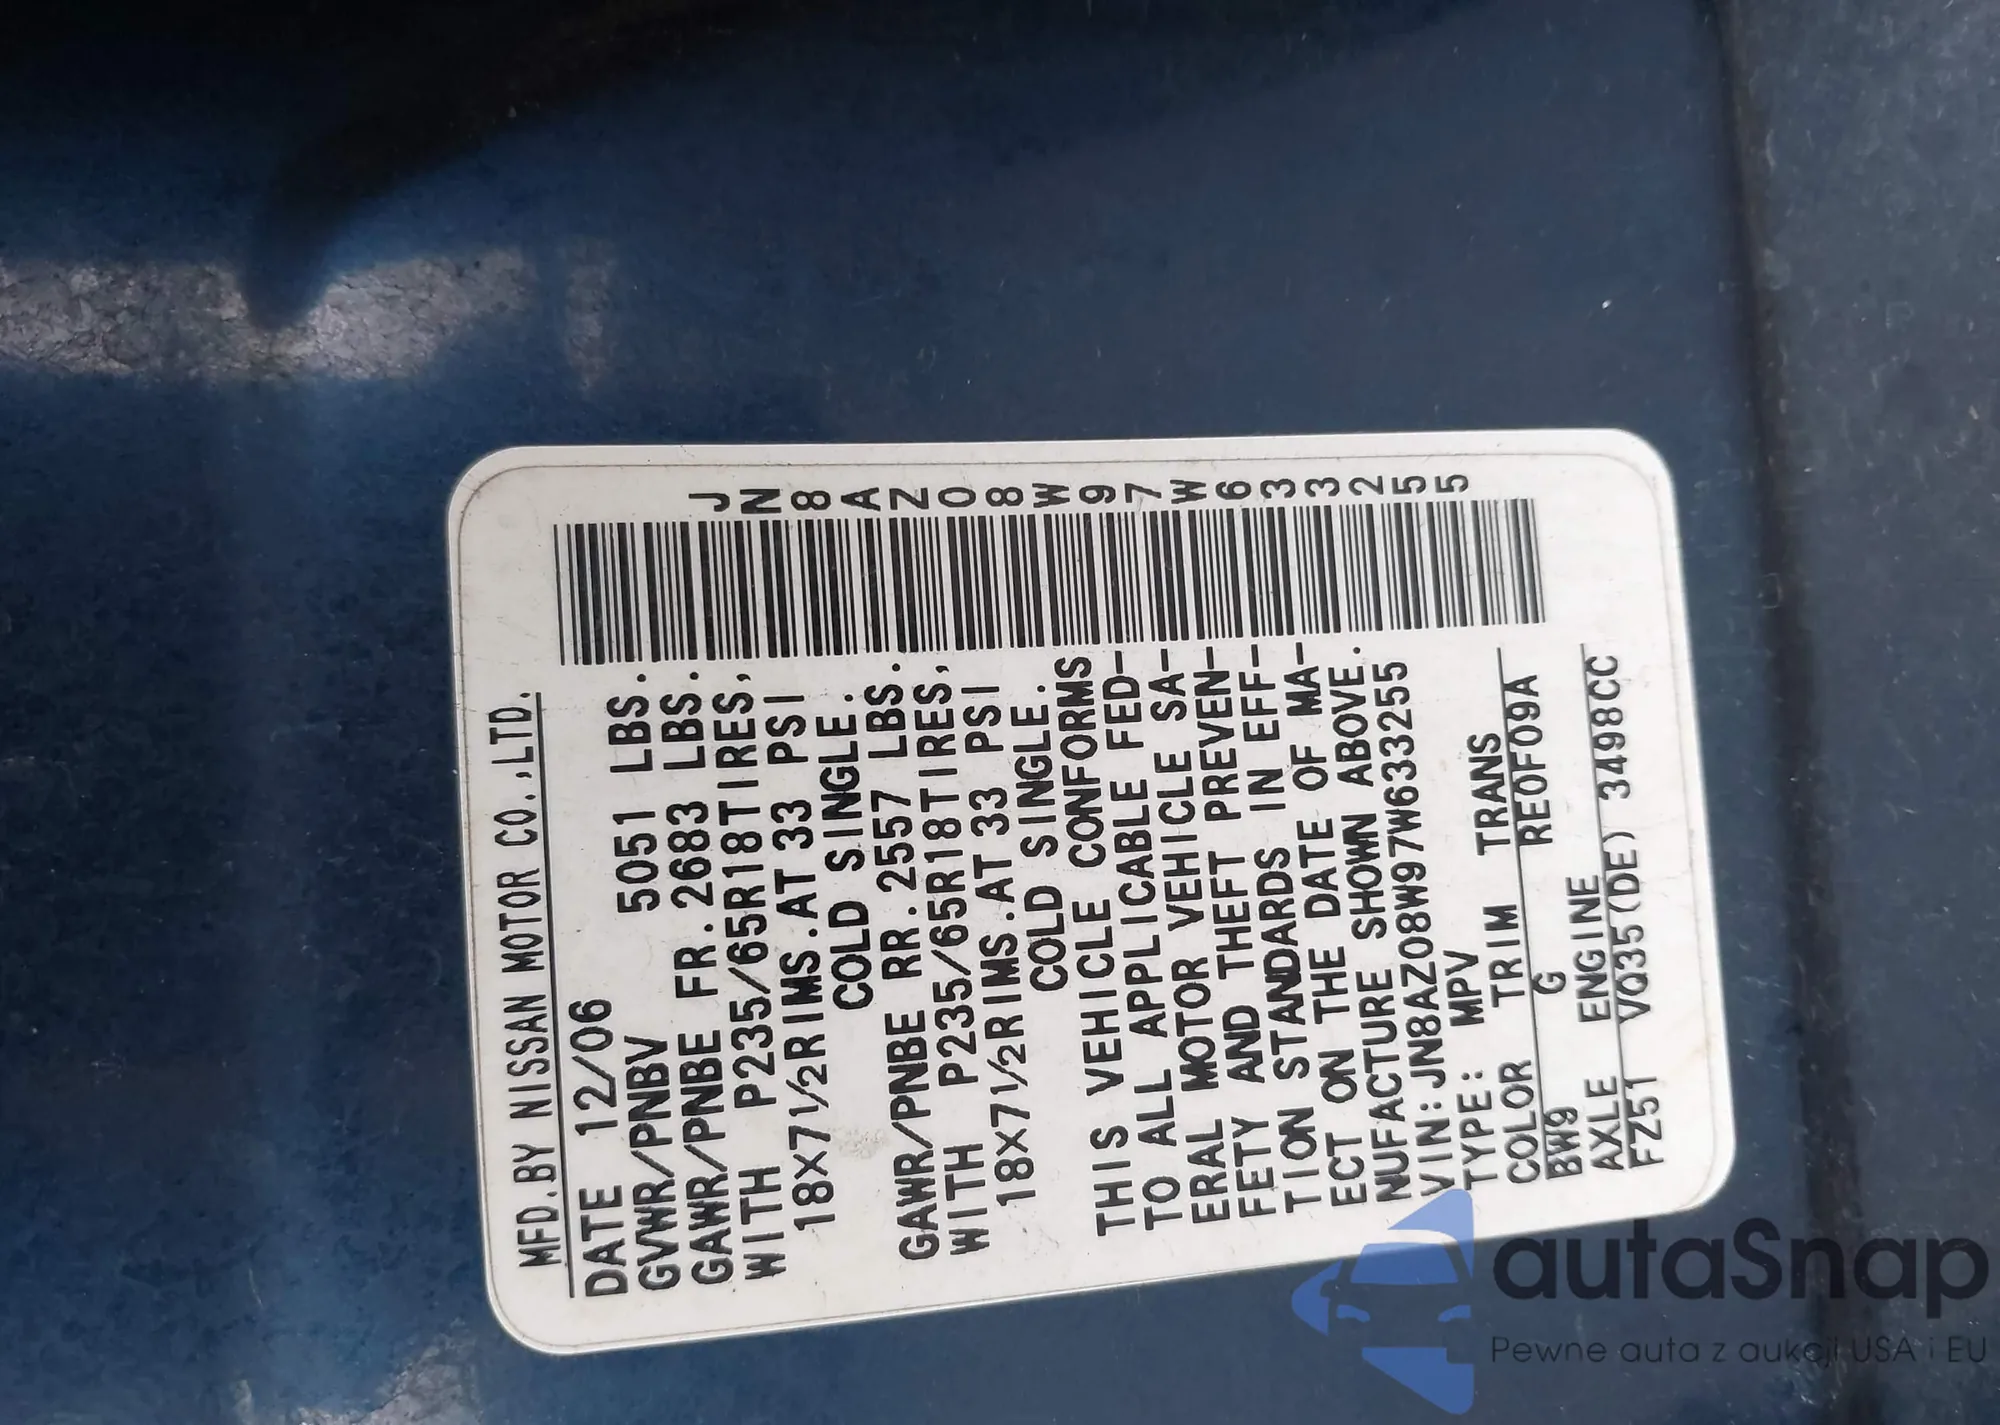 MFD.BY NISSAN MOTOR CO.,LTD.
DATE 12/06
GVWR/PNBV 5051 LBS.
GAWR/PNBE FR.2683 LBS.
WITH P235/65R18TIRES,
18×7½RIMS.AT 33 PSI
COLD SINGLE.
GAWR/PNBE RR.2557 LBS.
WITH P235/65R18TIRES,
18×7½RIMS.AT 33 PSI
COLD SINGLE.
THIS VEHICLE CONFORMS
TO ALL APPLICABLE FED-
ERAL MOTOR VEHICLE SA-
FETY AND THEFT PREVEN-
TION STANDARDS IN EFF-
ECT ON THE DATE OF MA-
NUFACTURE SHOWN ABOVE.
VIN:JN8AZ08W97W633255
TYPE: MPV
COLOR TRIM TRANS
BW9 G RE0F09A
AXLE ENGINE
FZ51 VQ35(DE) 3498CC
JN8AZ08W97W633255
autaSnap
Pewne auta z aukcji USA i EU